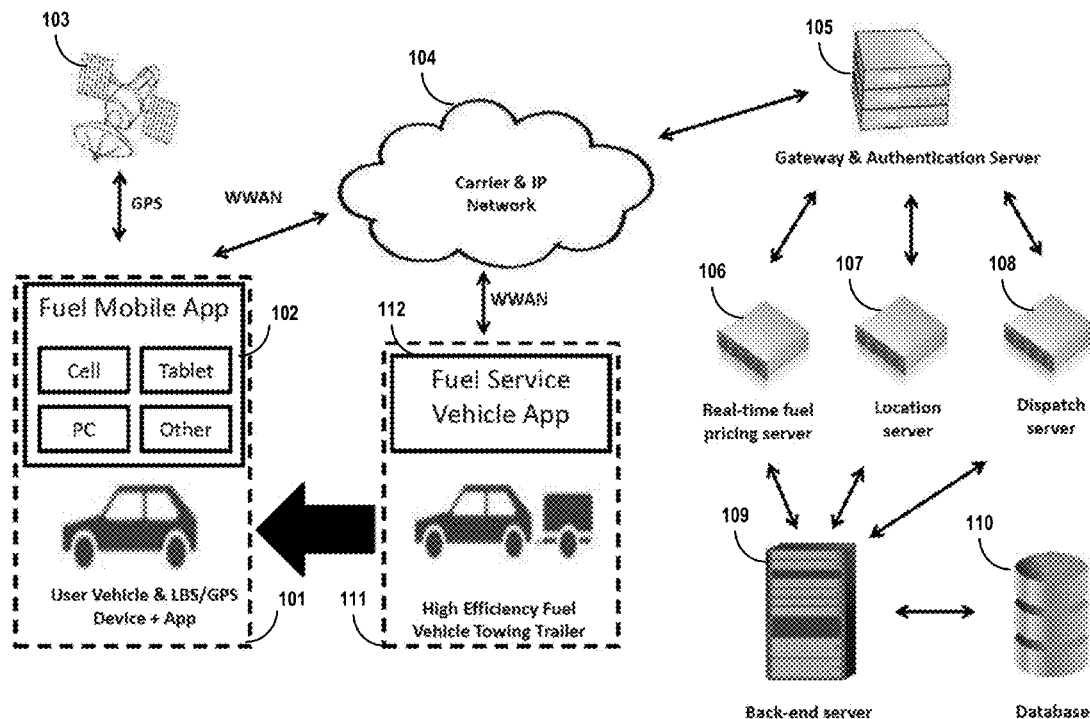 103
104
105
Gateway & Authentication Server
Carrier & IP
Network
GPS
WWAN
WWAN
Fuel Mobile App
102
Cell
Tablet
PC
Other
112
Fuel Service
Vehicle App
106
107
108
Real-time fuel
pricing server
Location
server
Dispatch
server
User Vehicle & LBS/GPS
Device + App
101
111
High Efficiency Fuel
Vehicle Towing Trailer
109
110
Back-end server
Database